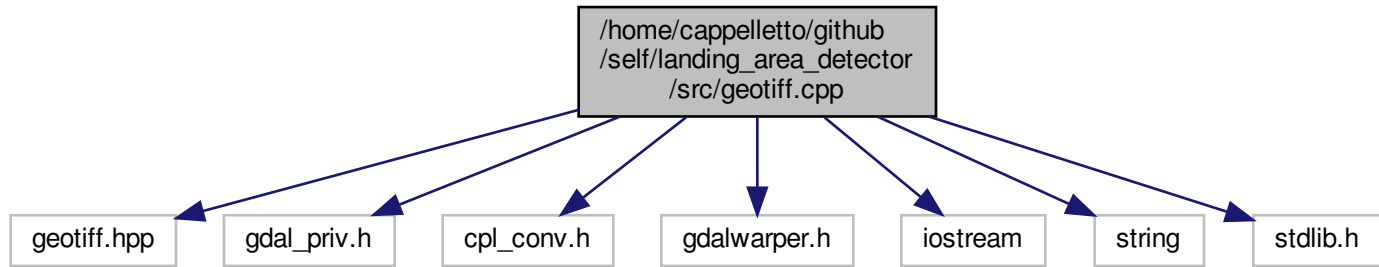 /home/cappelletto/github
/self/landing_area_detector
/src/geotiff.cpp
geotiff.hpp
gdal_priv.h
cpl_conv.h
gdalwarper.h
iostream
string
stdlib.h